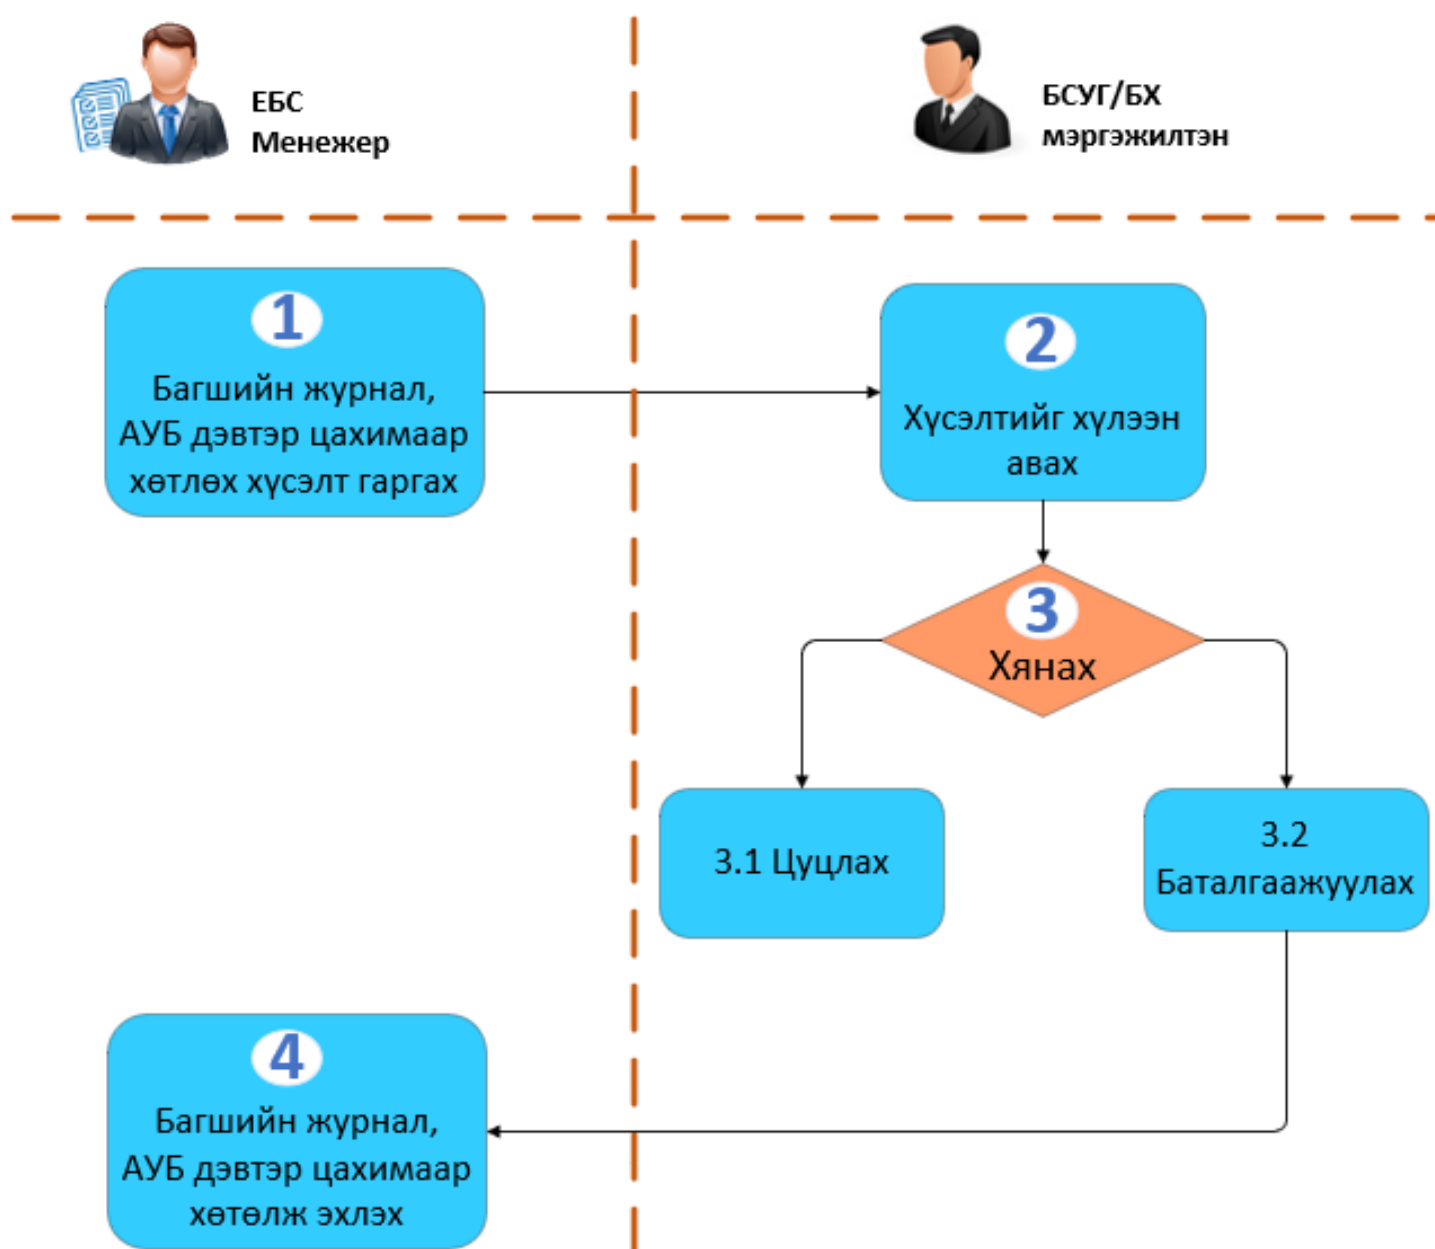 ЕБС
Менежер
БСУГ/БХ
мэргэжилтэн
1
Багшийн журнал,
АУБ дэвтэр цахимаар
хөтлөх хүсэлт гаргах
2
Хүсэлтийг хүлээн
авах
3
Хянах
3.1 Цуцлах
3.2
Баталгаажуулах
4
Багшийн журнал,
АУБ дэвтэр цахимаар
хөтөлж эхлэх